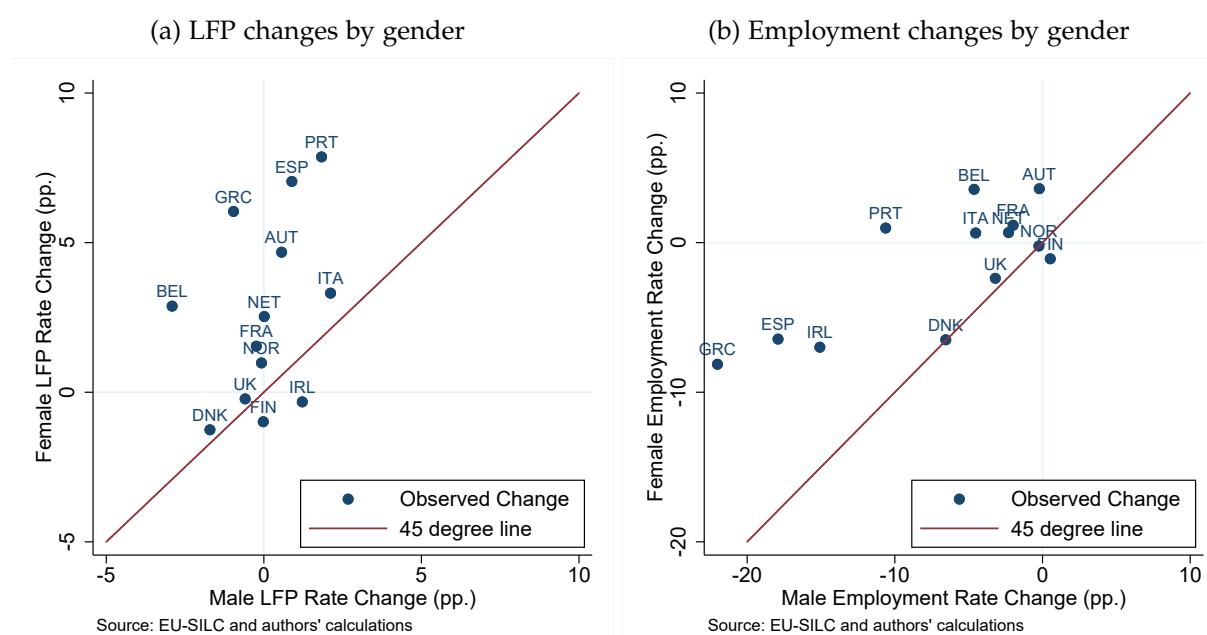 (a) LFP changes by gender
10
5
0
-5
Female LFP Rate Change (pp.)
PRT
ESP
GRC
AUT
ITA
BEL
NET
FRA
NOR
UK
IRL
FIN
DNK
Observed Change
45 degree line
-5
0
5
10
Male LFP Rate Change (pp.)
Source: EU-SILC and authors' calculations
(b) Employment changes by gender
10
0
-10
-20
Female Employment Rate Change (pp.)
BEL
AUT
PRT
FRA
ITA
NET
NOR
FIN
UK
ESP
IRL
DNK
GRC
Observed Change
45 degree line
-20
-10
0
10
Male Employment Rate Change (pp.)
Source: EU-SILC and authors' calculations